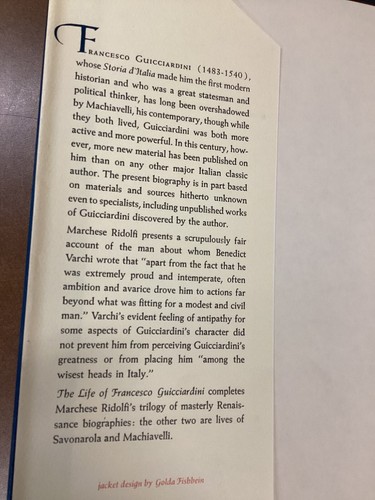 FRANCESCO GUICCIARDINI (1483-1540),
whose Storia d'Italia made him the first modern
historian and who was a great statesman and
political thinker, has long been overshadowed
by Machiavelli, his contemporary, though while
they both lived, Guicciardini was both more
active and more powerful. In this century, how-
ever, more new material has been published on
him than on any other major Italian classic
author. The present biography is in part based
on materials and sources hitherto unknown
even to specialists, including unpublished works
of Guicciardini discovered by the author.
Marchese Ridolfi presents a scrupulously fair
account of the man about whom Benedict
Varchi wrote that "apart from the fact that he
was extremely proud and intemperate, often
ambition and avarice drove him to actions far
beyond what was fitting for a modest and civil
man." Varchi's evident feeling of antipathy for
some aspects of Guicciardini's character did
not prevent him from perceiving Guicciardini's
greatness or from placing him "among the
wisest heads in Italy."
The Life of Francesco Guicciardini completes
Marchese Ridolfi's trilogy of masterly Renais-
sance biographies: the other two are lives of
Savonarola and Machiavelli.
jacket design by Golda Fishbein